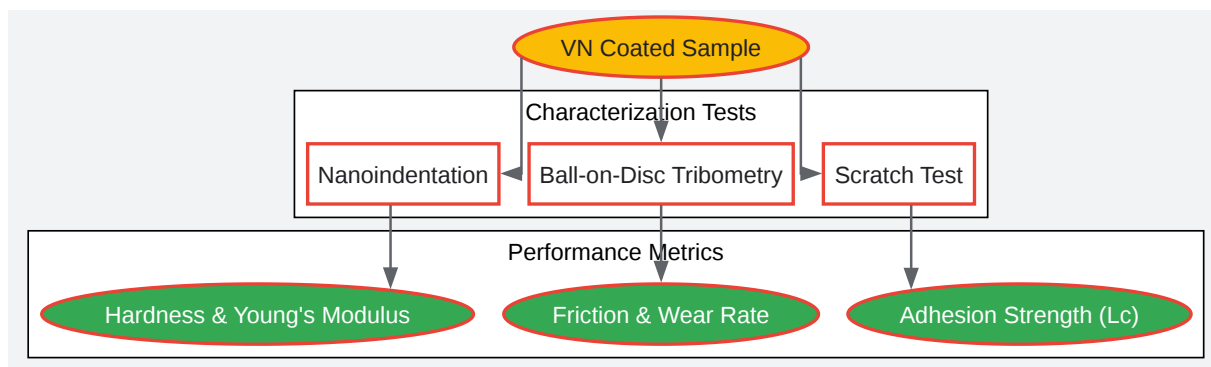 VN Coated Sample
Characterization Tests
Nanoindentation
Ball-on-Disc Tribometry
Scratch Test
Performance Metrics
Hardness & Young's Modulus
Friction & Wear Rate
Adhesion Strength (Lc)